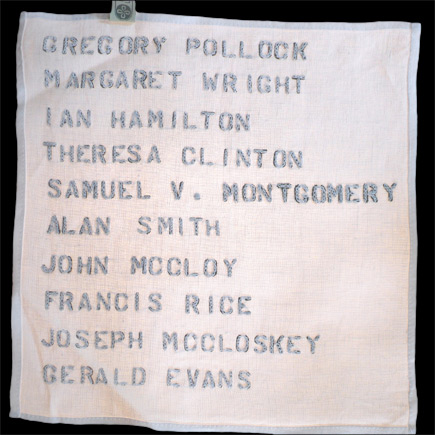 GREGORY POLLOCK
MARGARET WRIGHT
IAN HAMILTON
THERESA CLINTON
SAMUEL V. MONTGOMERY
ALAN SMITH
JOHN MCCLOY
FRANCIS RICE
JOSEPH MCCLOSKEY
GERALD EVANS